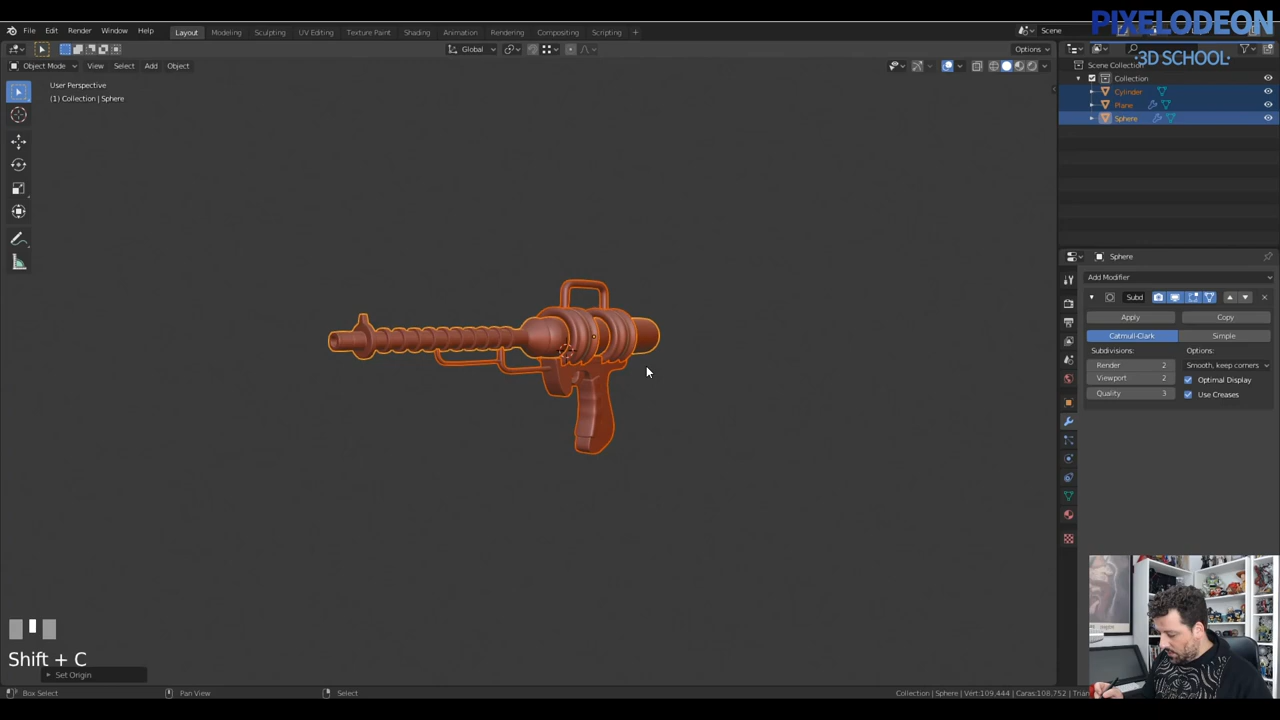 File Edit Render Window Help Layout Modeling Sculpting UV Editing Texture Paint Shading Animation Rendering Compositing Scripting + Scene
PIXELODEON
·3D SCHOOL·
Global Options
Object Mode View Select Add Object
User Perspective
(1) Collection | Sphere
Scene Collection
Collection
Cylinder
Plane
Sphere
Sphere
Add Modifier
Subd
Apply Copy
Catmull-Clark Simple
Subdivisions: Options:
Render 2 Smooth, keep corners
Viewport 2 Optimal Display
Quality 3 Use Creases
Shift + C
Set Origin
Box Select Pan View Select Collection | Sphere | Vért:109,444 | Caras:108,752 | Trián